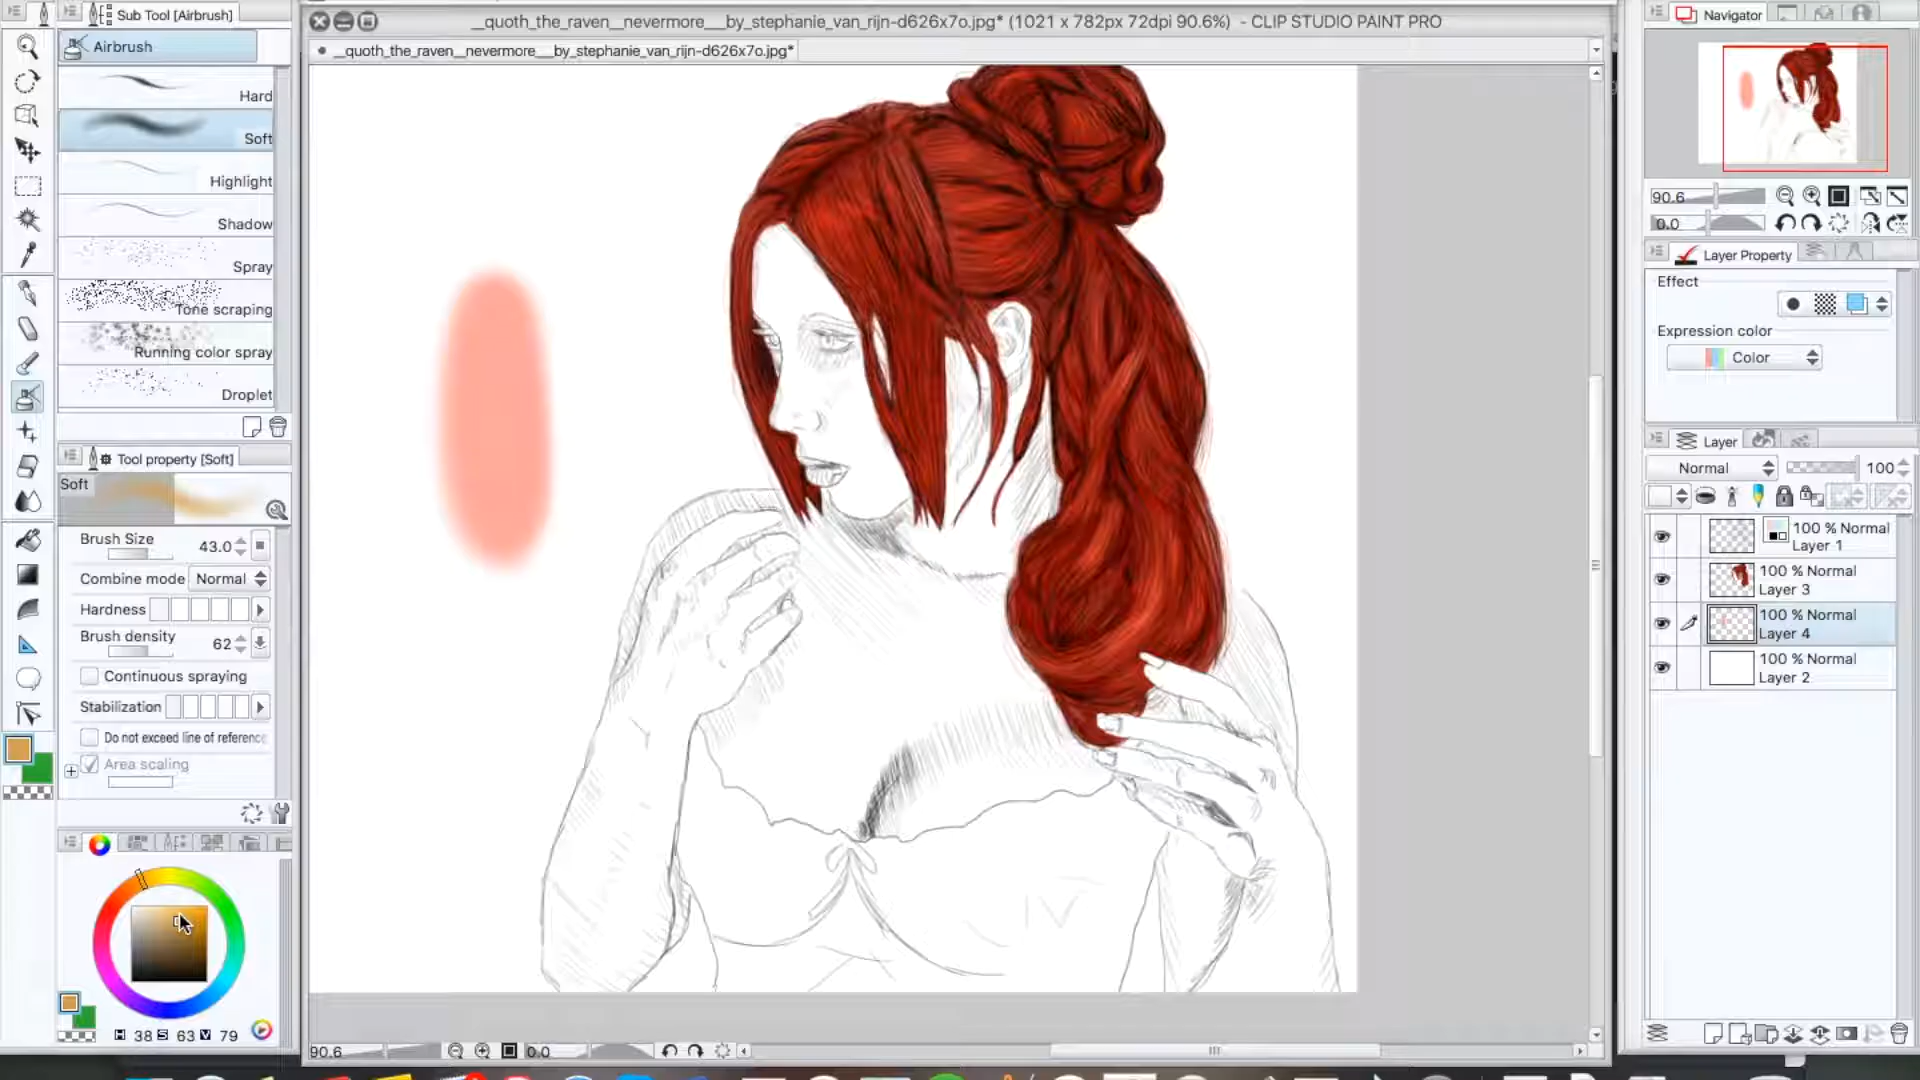 Sub Tool [Airbrush]
Airbrush
Hard
Soft
Highlight
Shadow
Spray
Tone scraping
Running color spray
Droplet
Tool property [Soft]
Soft
Brush Size 43.0
Combine mode Normal
Hardness
Brush density 62
Continuous spraying
Stabilization
Do not exceed line of reference
Area scaling
H 38 S 63 V 79
__quoth_the_raven__nevermore__by_stephanie_van_rijn-d626x7o.jpg* (1021 x 782px 72dpi 90.6%) - CLIP STUDIO PAINT PRO
__quoth_the_raven__nevermore__by_stephanie_van_rijn-d626x7o.jpg*
90.6 0.0
Navigator
90.6
0.0
Layer Property
Effect
Expression color
Color
Layer
Normal 100
100 % Normal
Layer 1
100 % Normal
Layer 3
100 % Normal
Layer 4
100 % Normal
Layer 2